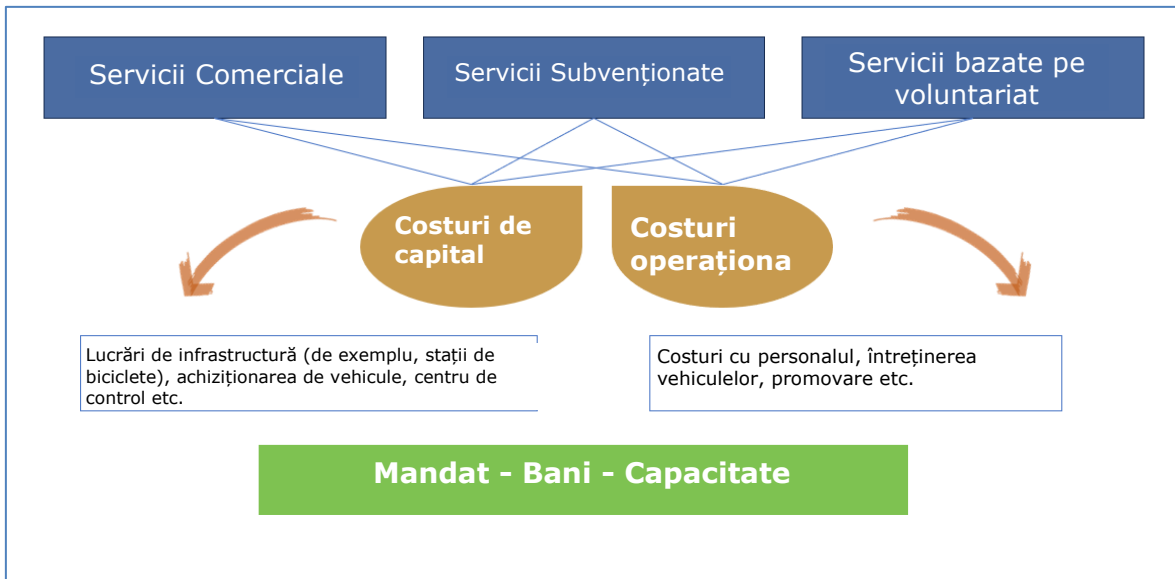 Servicii Comerciale
Servicii Subvenționate
Servicii bazate pe
voluntariat
Costuri de
capital
Costuri
operaționa
Lucrări de infrastructură (de exemplu, stații de
biciclete), achiziționarea de vehicule, centru de
control etc.
Costuri cu personalul, întreținerea
vehiculelor, promovare etc.
Mandat - Bani - Capacitate